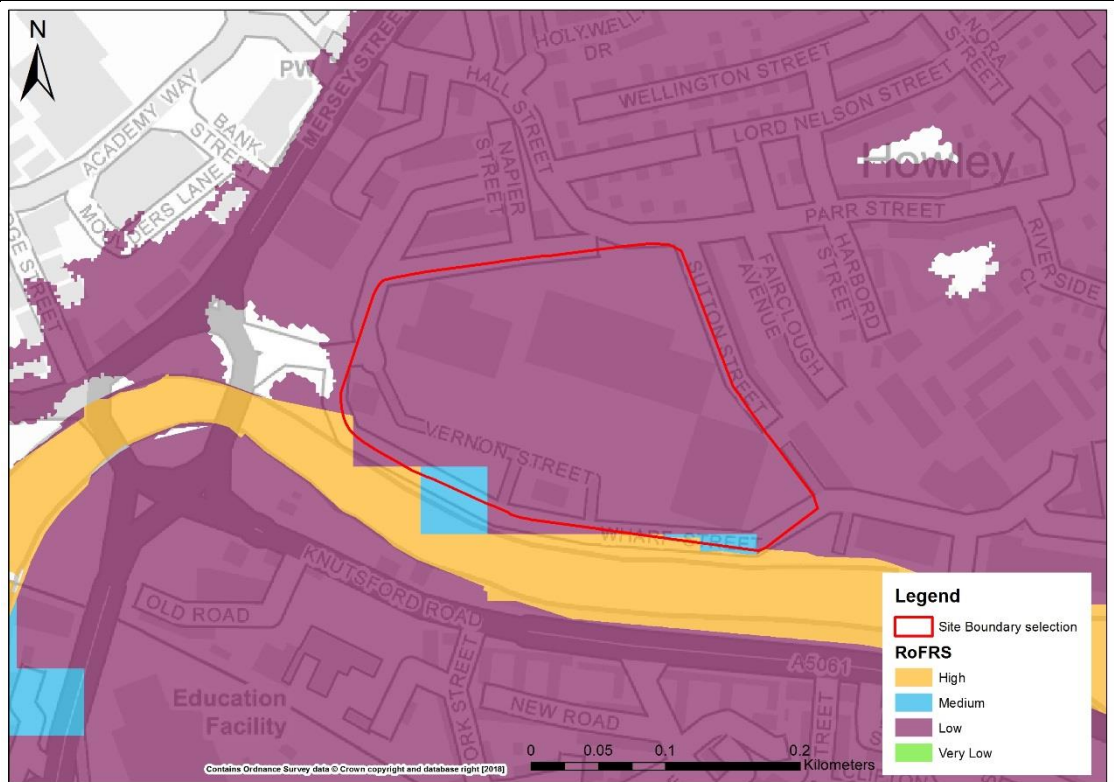 N
HOLYWELL
DR
PW
MERSEY STREET
HALL STREET
WELLINGTON STREET
NORA
STREET
ACADEMY WAY
BANK
STREET
LORD NELSON STREET
NAPIER
STREET
Howley
PARR STREET
RIVERSIDE
CL
SUTTON STREET
FAIRCLOUGH
AVENUE
HARBORD
STREET
VERNON STREET
WHARF STREET
KNUTSFORD ROAD
OLD ROAD
A5061
Education
Facility
NEW ROAD
STREET
Legend
Site Boundary selection
RoFRS
High
Medium
Low
Very Low
0 0.05 0.1 0.2
Kilometers
Contains Ordnance Survey data © Crown copyright and database right [2018]